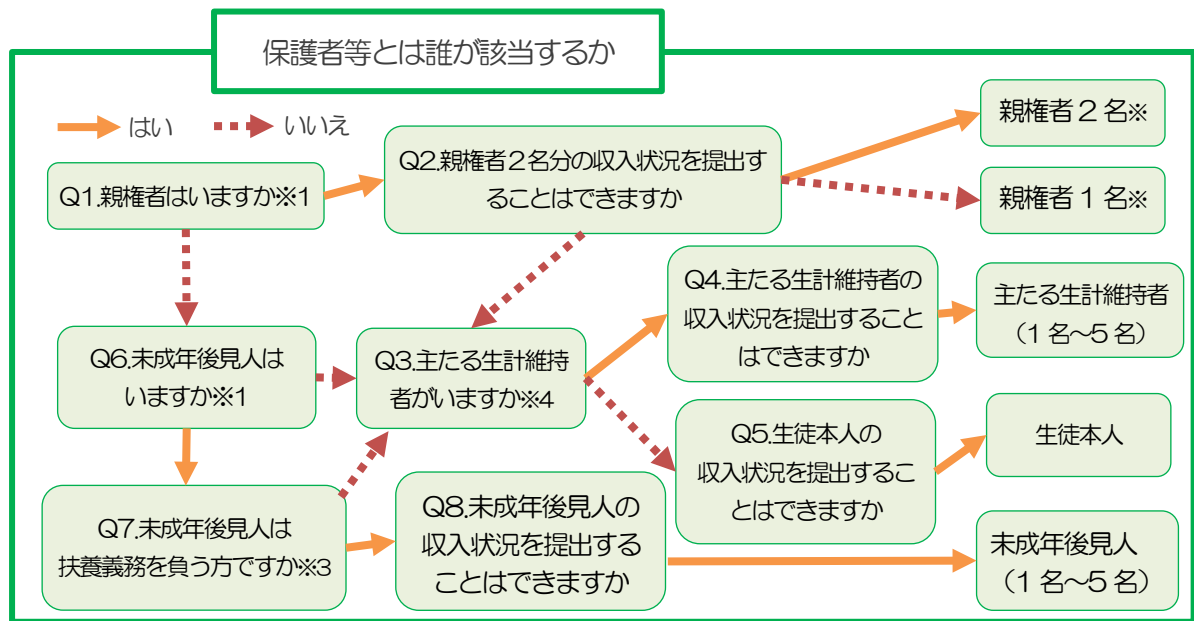 保護者等とは誰が該当するか
はい
いいえ
Q1.親権者はいますか※1
Q2.親権者２名分の収入状況を提出す
ることはできますか
親権者２名※
親権者１名※
Q6.未成年後見人は
いますか※1
Q3.主たる生計維持
者がいますか※4
Q4.主たる生計維持者の
収入状況を提出すること
はできますか
主たる生計維持者
（１名～５名）
Q5.生徒本人の
収入状況を提出するこ
とはできますか
生徒本人
Q7.未成年後見人は
扶養義務を負う方ですか※3
Q8.未成年後見人の
収入状況を提出する
ことはできますか
未成年後見人
（１名～５名）